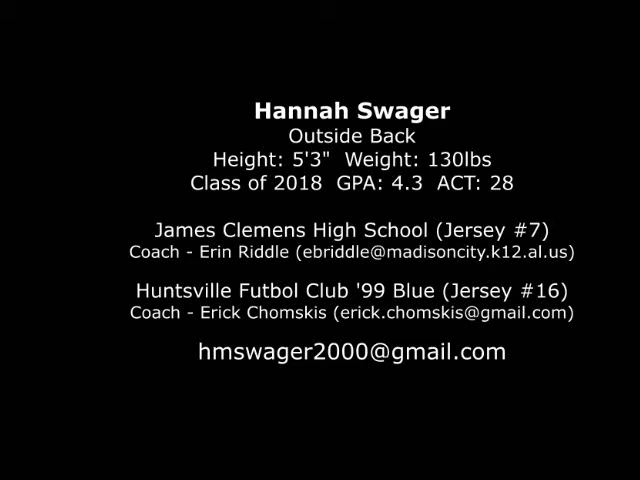 Hannah Swager
Outside Back
Height: 5'3" Weight: 130lbs
Class of 2018 GPA: 4.3 ACT: 28
James Clemens High School (Jersey #7)
Coach - Erin Riddle (ebriddle@madisoncity.k12.al.us)
Huntsville Futbol Club '99 Blue (Jersey #16)
Coach - Erick Chomskis (erick.chomskis@gmail.com)
hmswager2000@gmail.com